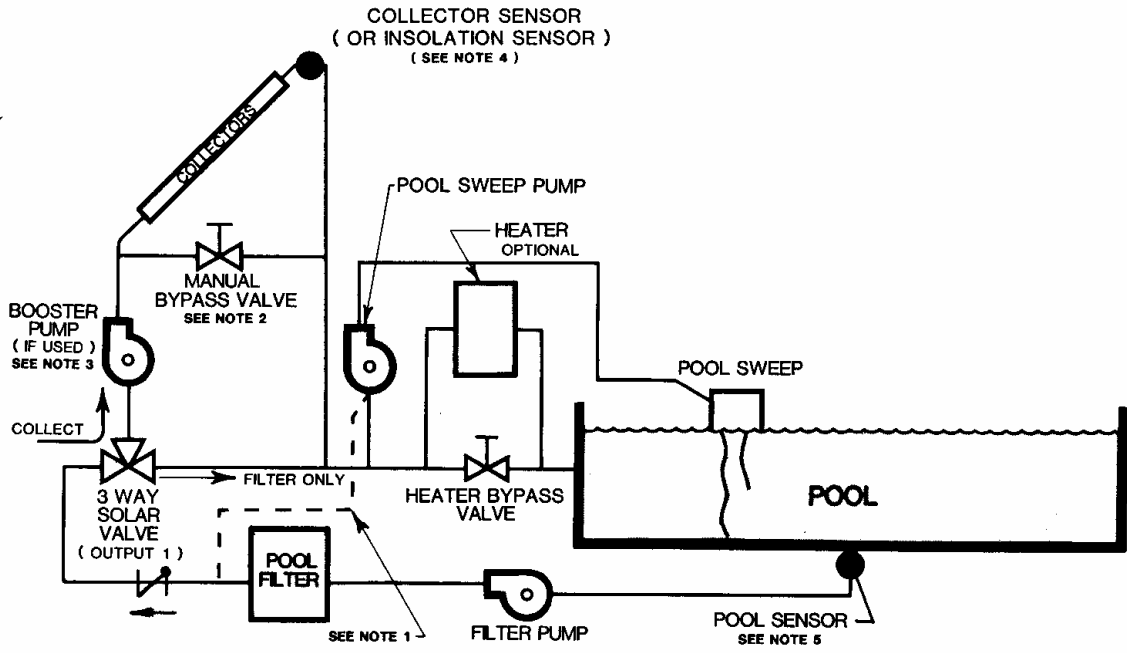 COLLECTOR SENSOR
( OR INSOLATION SENSOR )
( SEE NOTE 4 )
COLLECTORS
POOL SWEEP PUMP
HEATER
OPTIONAL
MANUAL
BYPASS VALVE
SEE NOTE 2
BOOSTER
PUMP
( IF USED )
SEE NOTE 3
POOL SWEEP
COLLECT
FILTER ONLY
3 WAY
SOLAR
VALVE
( OUTPUT 1 )
HEATER BYPASS
VALVE
POOL
POOL
FILTER
SEE NOTE 1
FILTER PUMP
POOL SENSOR
SEE NOTE 5